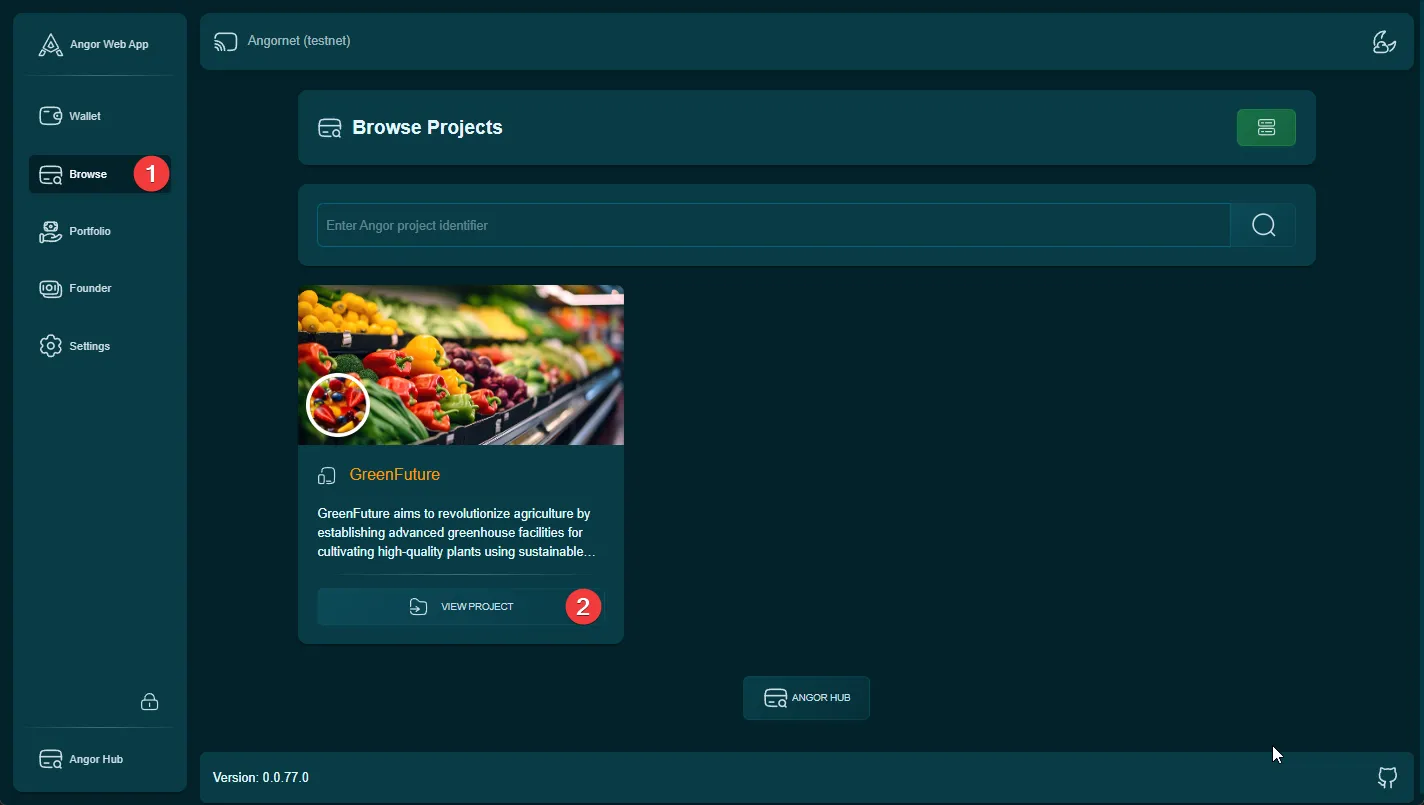 Angor Web App
Angornet (testnet)
Wallet
Browse
1
Portfolio
Founder
Settings
Angor Hub
Browse Projects
Enter Angor project identifier
GreenFuture
GreenFuture aims to revolutionize agriculture by
establishing advanced greenhouse facilities for
cultivating high-quality plants using sustainable...
VIEW PROJECT
2
ANGOR HUB
Version: 0.0.77.0